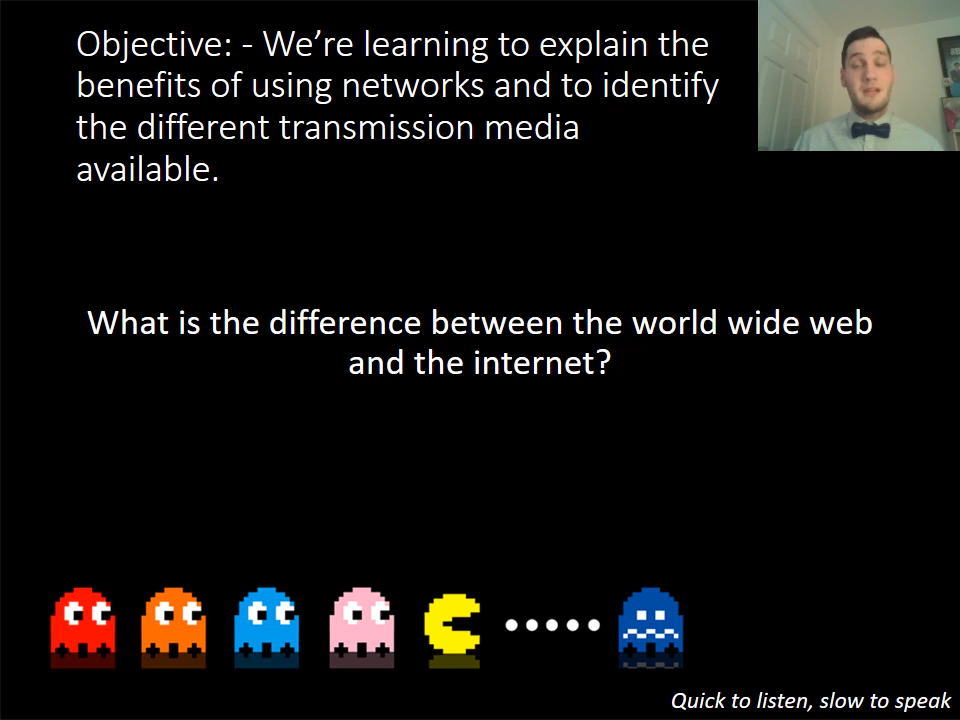 Objective: - We’re learning to explain the
benefits of using networks and to identify
the different transmission media
available.
What is the difference between the world wide web
and the internet?
Quick to listen, slow to speak